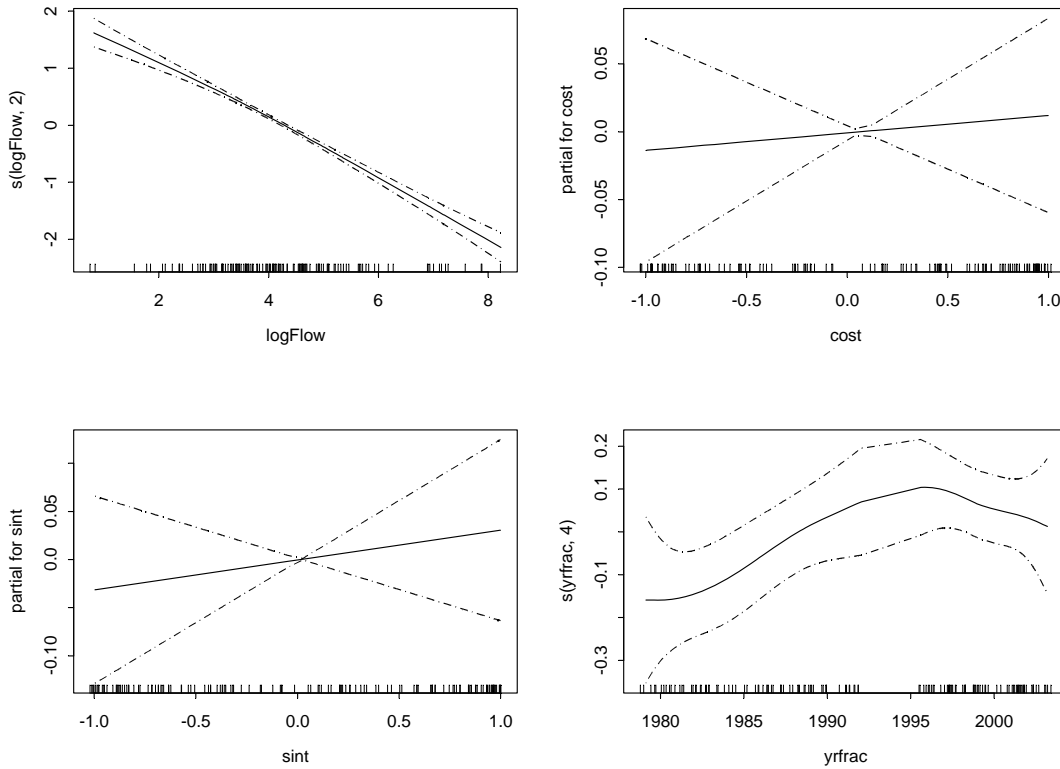 s(logFlow, 2)
2
1
0
-1
-2
2 4 6 8
logFlow
partial for cost
0.05
0.0
-0.05
-0.10
-1.0 -0.5 0.0 0.5 1.0
cost
partial for sint
0.05
0.0
-0.10
-1.0 -0.5 0.0 0.5 1.0
sint
s(yrfrac, 4)
0.2
0.1
-0.1
-0.3
1980 1985 1990 1995 2000
yrfrac